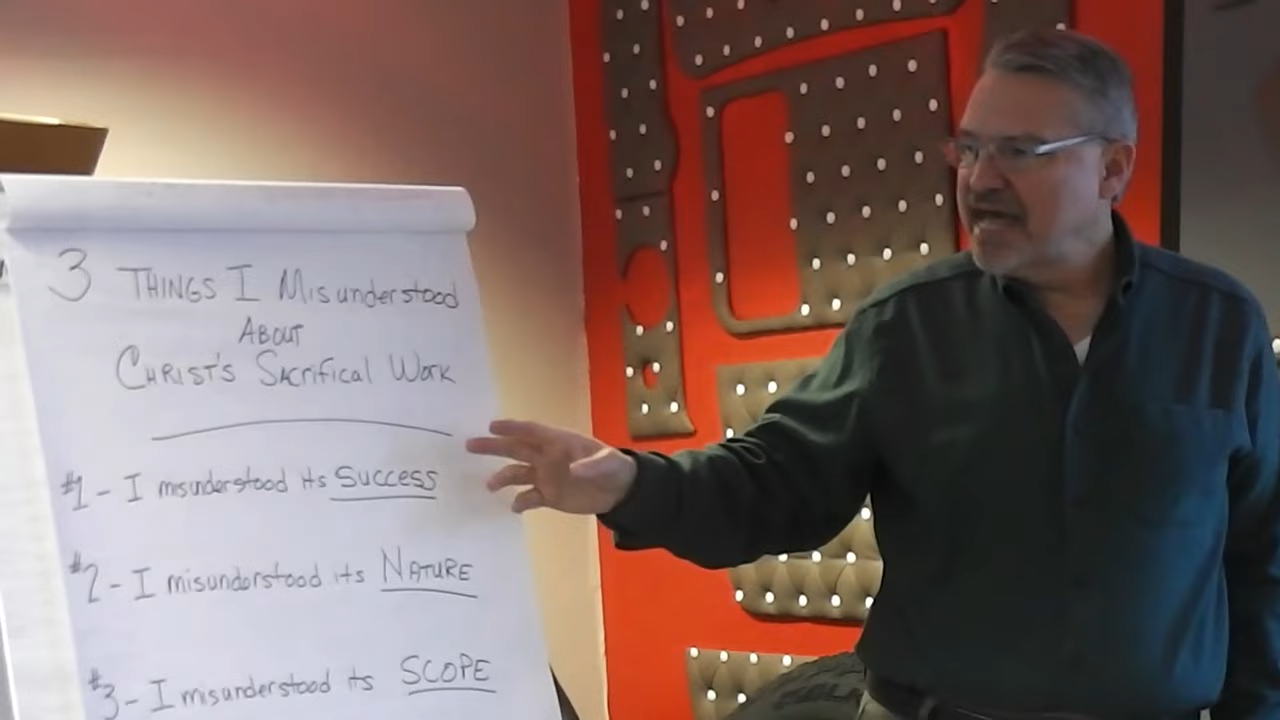 3 THINGS I Misunderstood
ABOUT
CHRIST'S Sacrifical Work
#1 - I misunderstood its Success
#2 - I misunderstood its NATURE
#3 - I misunderstood its SCOPE